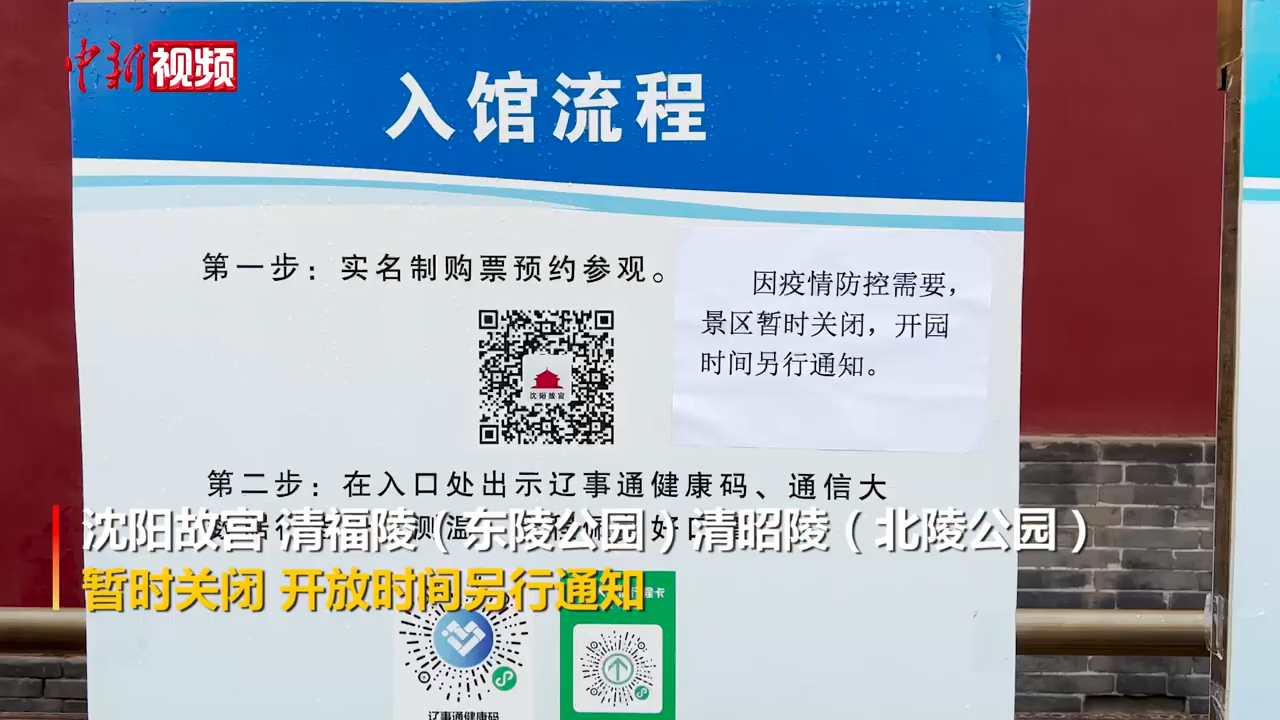 中新视频
入馆流程
第一步：实名制购票预约参观。
因疫情防控需要，
景区暂时关闭，开园
时间另行通知。
沈阳故宫
第二步：在入口处出示辽事通健康码、通信大
沈阳故宫 清福陵（东陵公园）清昭陵（北陵公园）
暂时关闭 开放时间另行通知
辽事通健康码